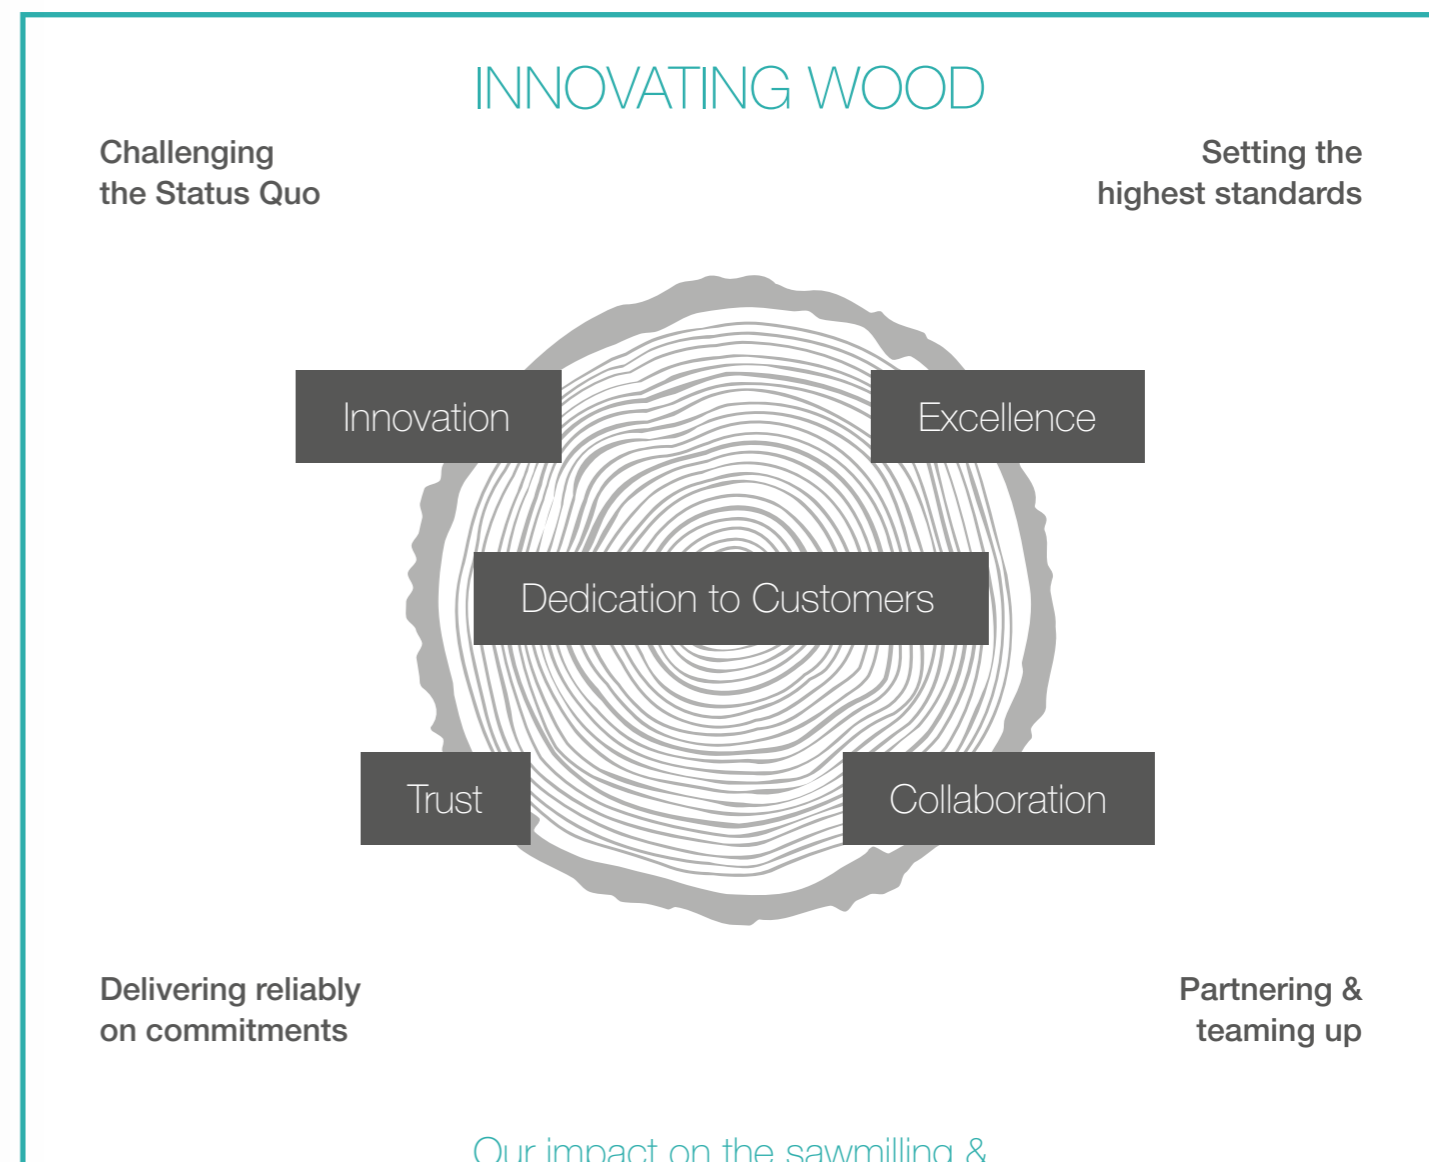 INNOVATING WOOD
Challenging
the Status Quo
Setting the
highest standards
Innovation
Excellence
Dedication to Customers
Trust
Collaboration
Delivering reliably
on commitments
Partnering &
teaming up
Our impact on the sawmilling &